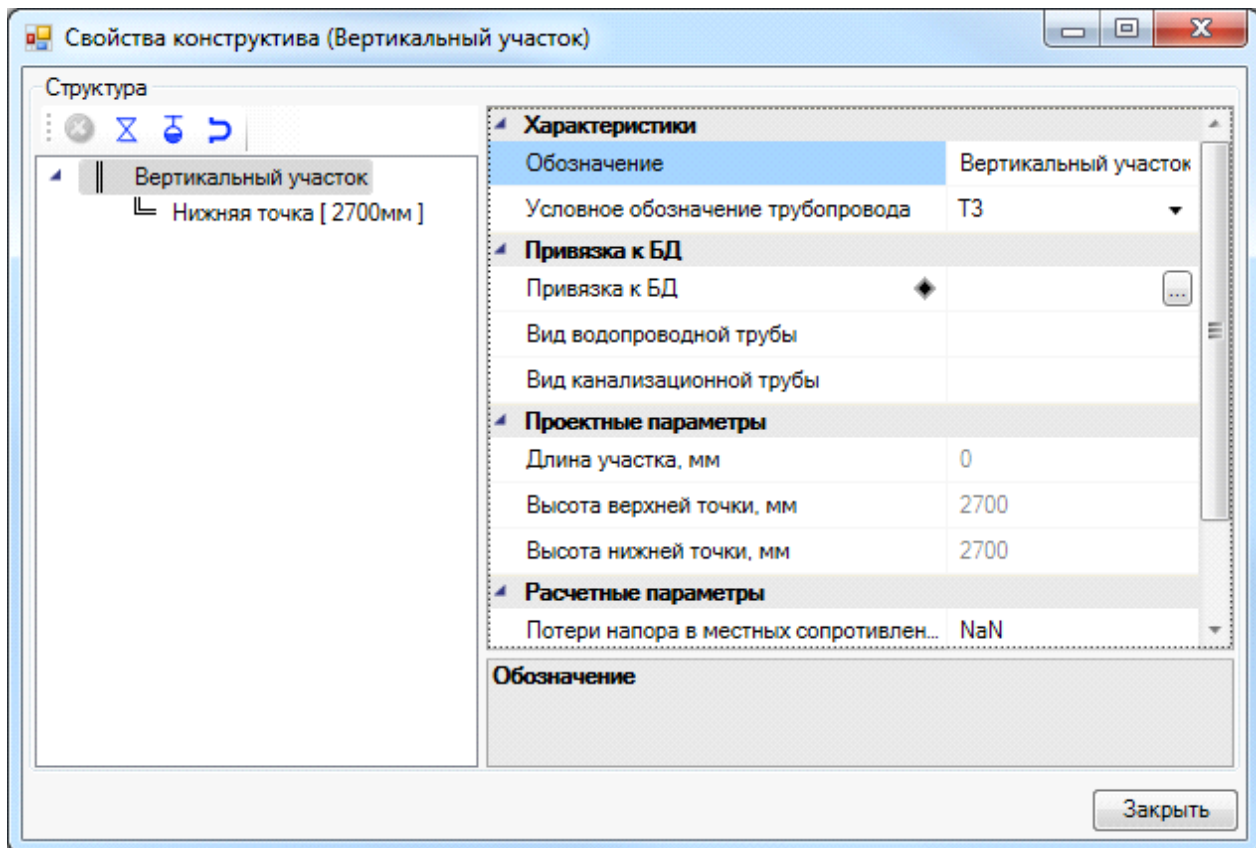 Свойства конструктива (Вертикальный участок)
Структура
Вертикальный участок
Нижняя точка [ 2700мм ]
Характеристики
Обозначение Вертикальный участок
Условное обозначение трубопровода Т3
Привязка к БД
Привязка к БД ...
Вид водопроводной трубы
Вид канализационной трубы
Проектные параметры
Длина участка, мм 0
Высота верхней точки, мм 2700
Высота нижней точки, мм 2700
Расчетные параметры
Потери напора в местных сопротивлен... NaN
Обозначение
Закрыть